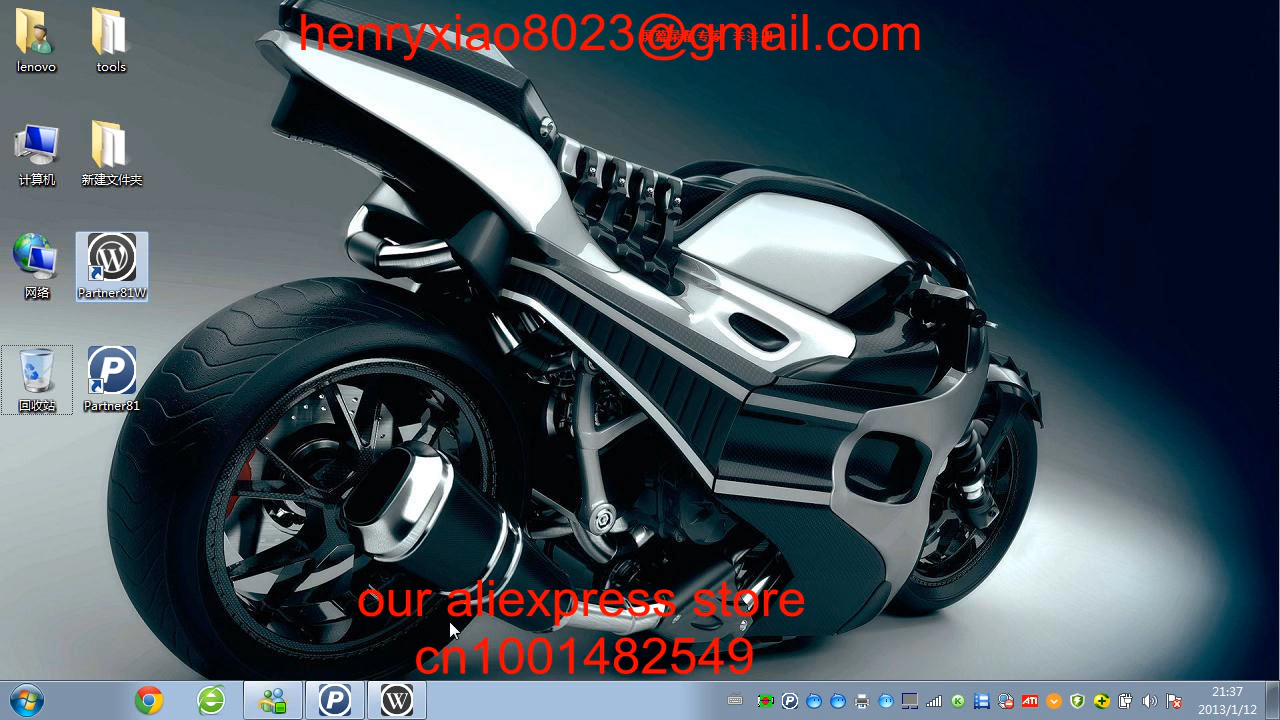 henryxiao8023@gmail.com
lenovo
tools
计算机
新建文件夹
网络
Partner81W
回收站
Partner81
our aliexpress store
cn1001482549
ATI
21:37
2013/1/12